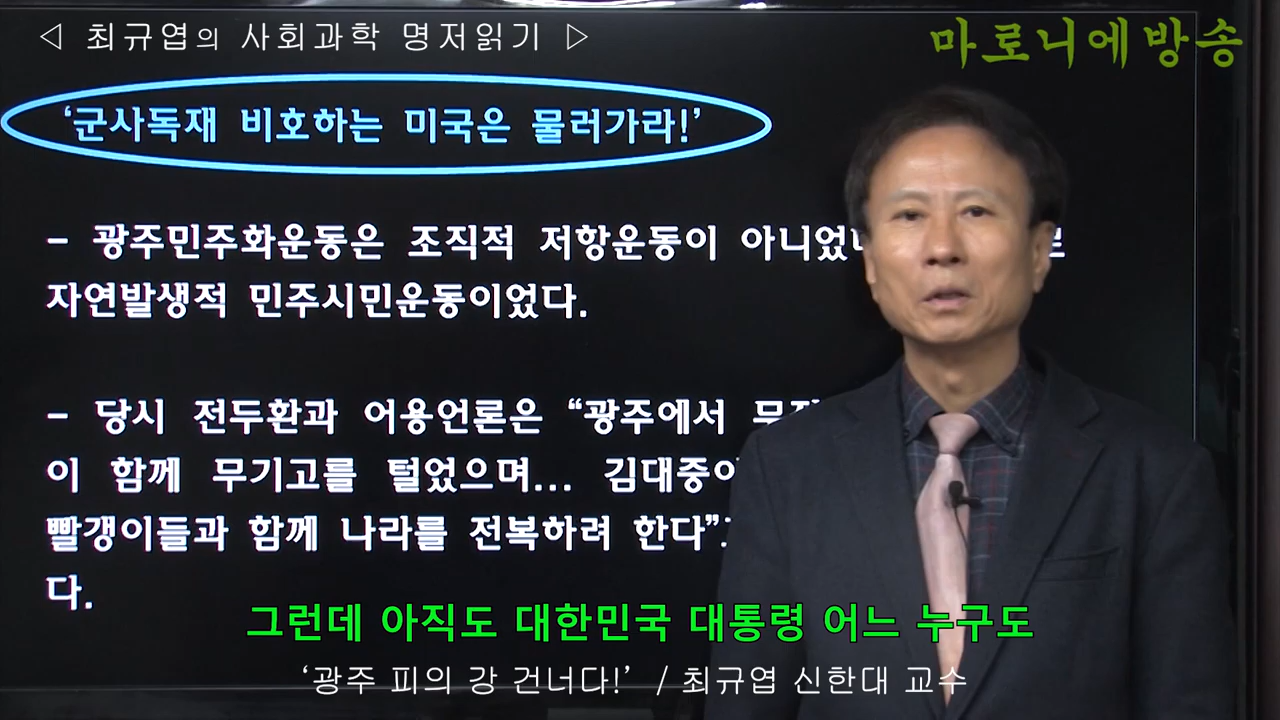 ◁ 최규엽의 사회과학 명저읽기 ▷
마로니에방송
‘군사독재 비호하는 미국은 물러가라!’
- 광주민주화운동은 조직적 저항운동이
자연발생적 민주시민운동이었다.
- 당시 전두환과 어용언론은 “광주에서
이 함께 무기고를 털었으며...
빨갱이들과 함께 나라를 전복하려 한다”
다.
그런데 아직도 대한민국 대통령 어느 누구도
‘광주 피의 강 건너다!’ / 최규엽 신한대 교수